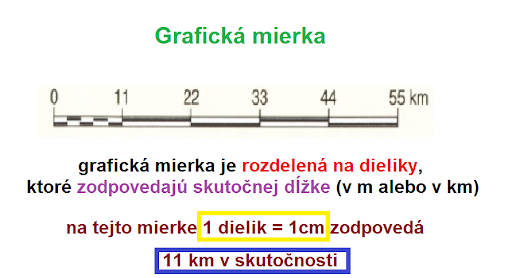 Grafická mierka
0 11 22 33 44 55 km
grafická mierka je rozdelená na dieliky,
ktoré zodpovedajú skutočnej dĺžke (v m alebo v km)
na tejto mierke 1 dielik = 1cm zodpovedá
11 km v skutočnosti